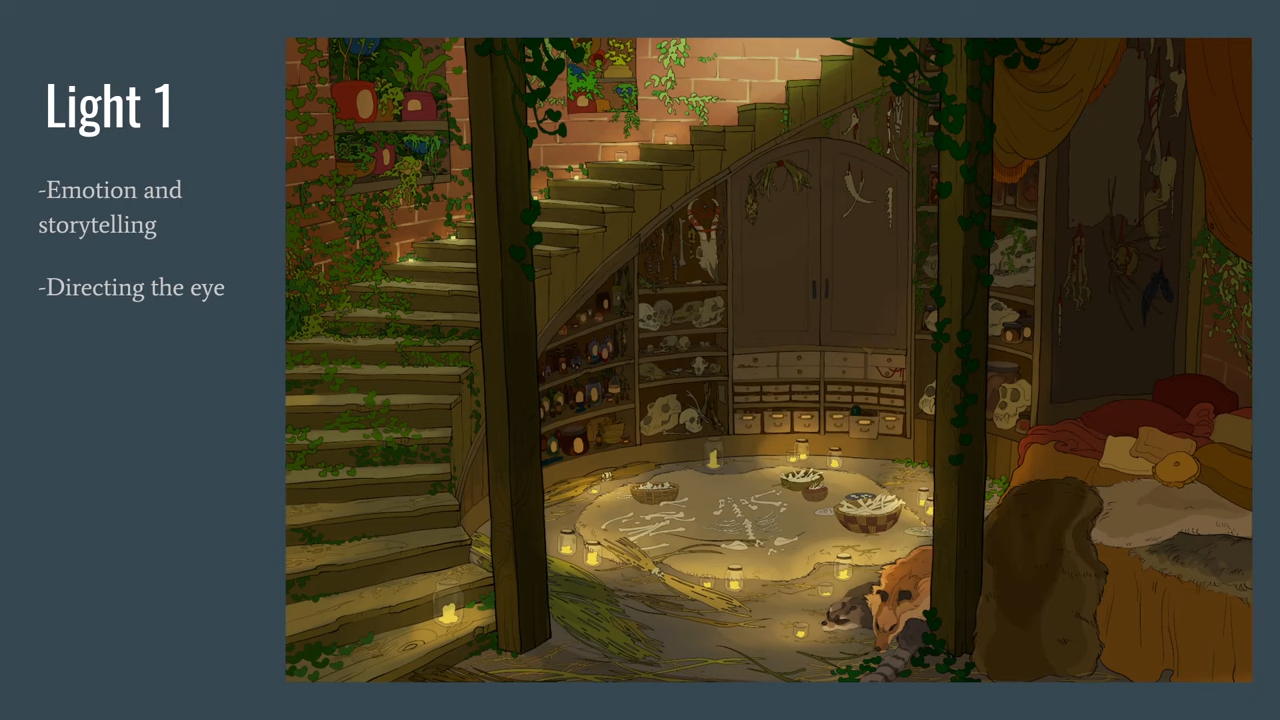 Light 1
-Emotion and
storytelling
-Directing the eye